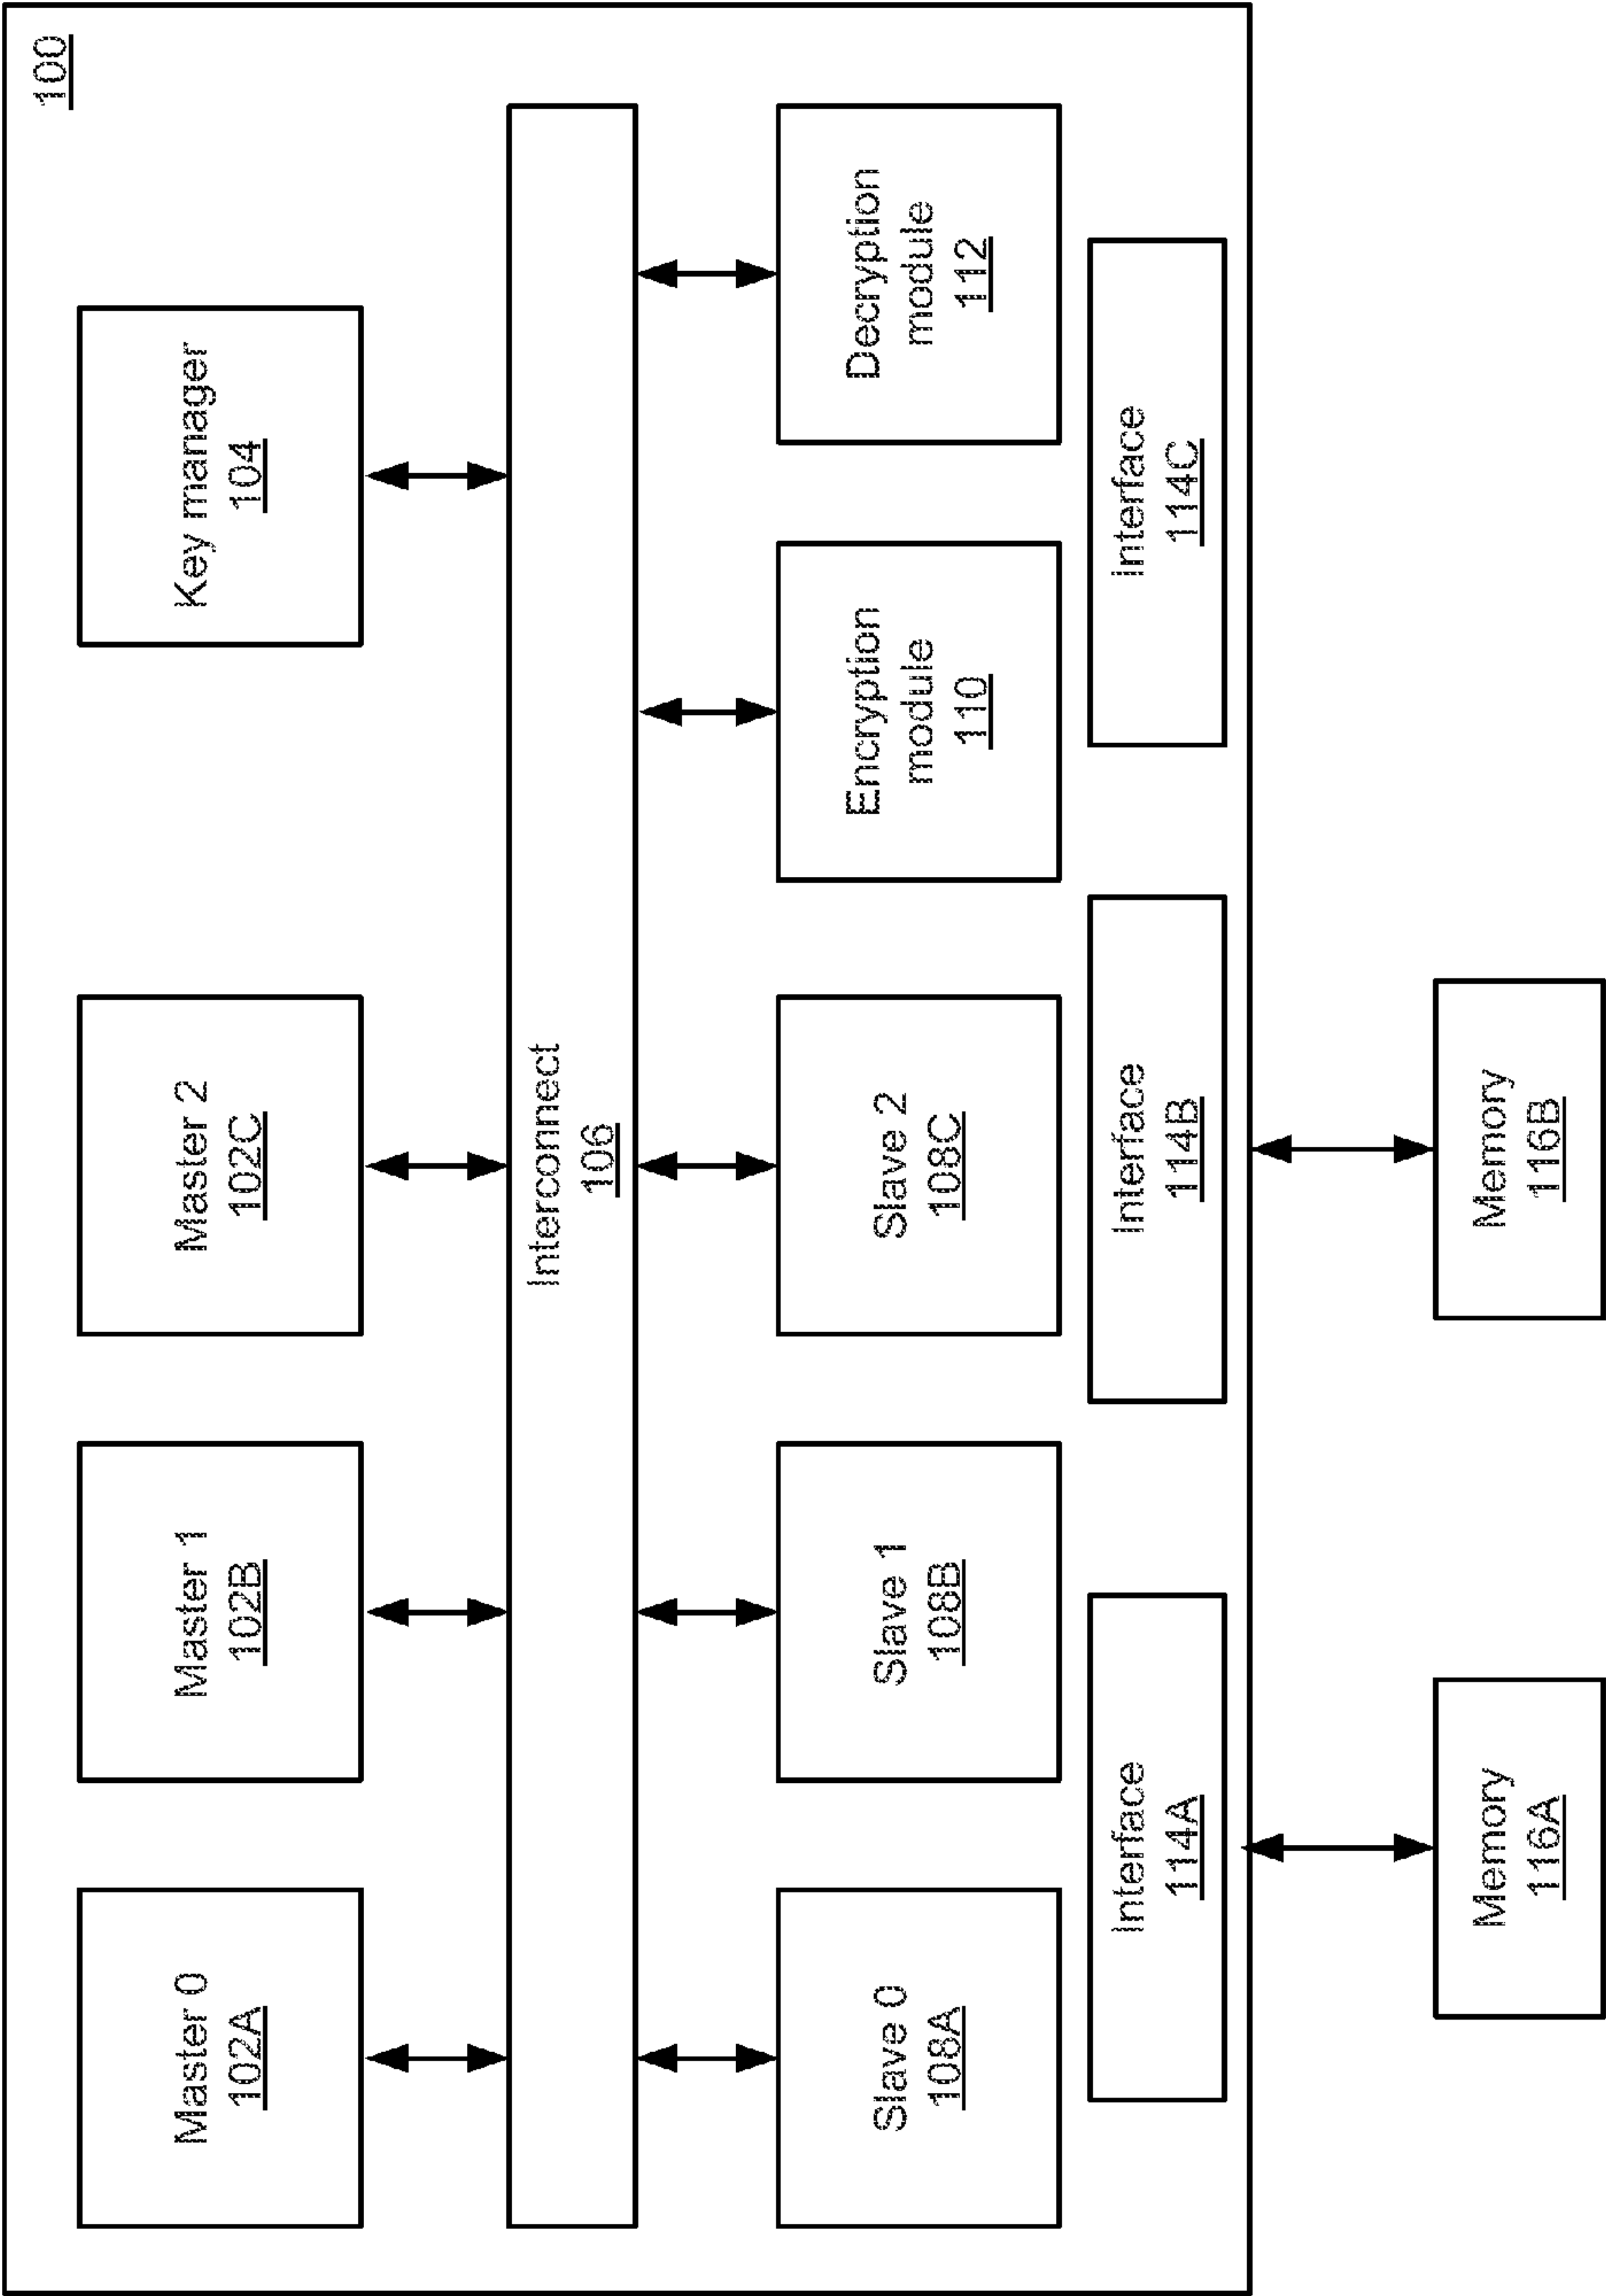 100
Master 0
102A
Master 1
102B
Master 2
102C
Key manager
104
Interconnect
106
Slave 0
108A
Slave 1
108B
Slave 2
108C
Encryption
module
110
Decryption
module
112
Interface
114A
Interface
114B
Interface
114C
Memory
116A
Memory
116B